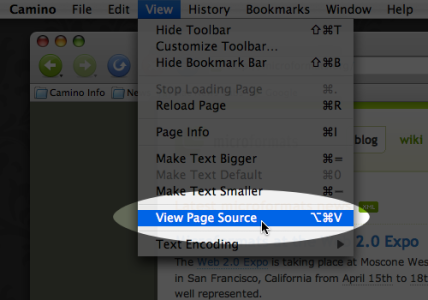 Camino File Edit View History Bookmarks Window Help
Hide Toolbar ⇧⌘T
Customize Toolbar...
Hide Bookmark Bar ⇧⌘B
Stop Loading Page ⌘.
Reload Page ⌘R
Page Info ⌘I
Make Text Bigger ⌘=
Make Text Default ⌘0
Make Text Smaller ⌘−
View Page Source ⌥⌘V
Text Encoding
Camino Info
blog wiki
2.0 Expo
The Web 2.0 Expo is taking place at Moscone Wes
in San Francisco, California from April 15th to 18t
well represented.